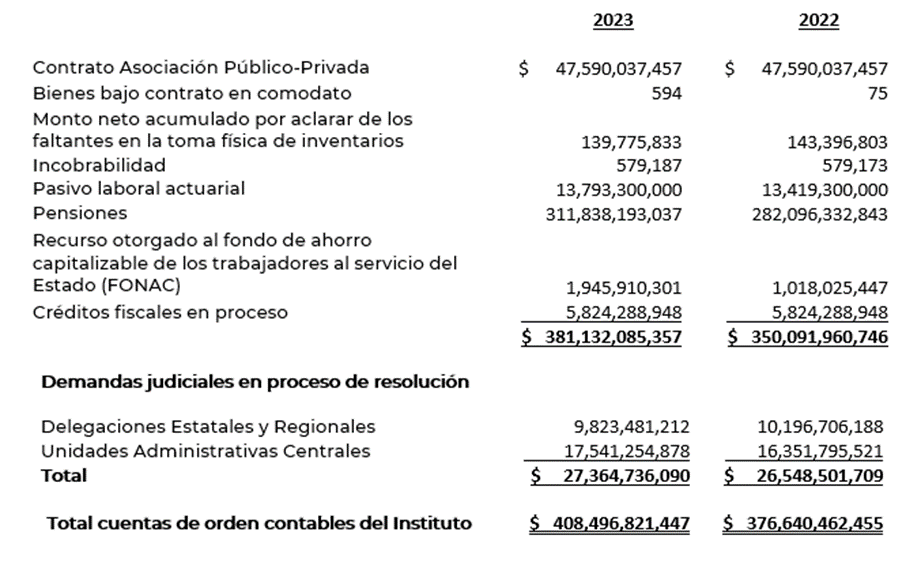 2023 2022
Contrato Asociación Público-Privada $ 47,590,037,457 $ 47,590,037,457
Bienes bajo contrato en comodato 594 75
Monto neto acumulado por aclarar de los
faltantes en la toma física de inventarios 139,775,833 143,396,803
Incobrabilidad 579,187 579,173
Pasivo laboral actuarial 13,793,300,000 13,419,300,000
Pensiones 311,838,193,037 282,096,332,843
Recurso otorgado al fondo de ahorro
capitalizable de los trabajadores al servicio del
Estado (FONAC) 1,945,910,301 1,018,025,447
Créditos fiscales en proceso 5,824,288,948 5,824,288,948
$ 381,132,085,357 $ 350,091,960,746
Demandas judiciales en proceso de resolución
Delegaciones Estatales y Regionales 9,823,481,212 10,196,706,188
Unidades Administrativas Centrales 17,541,254,878 16,351,795,521
Total $ 27,364,736,090 $ 26,548,501,709
Total cuentas de orden contables del Instituto $ 408,496,821,447 $ 376,640,462,455